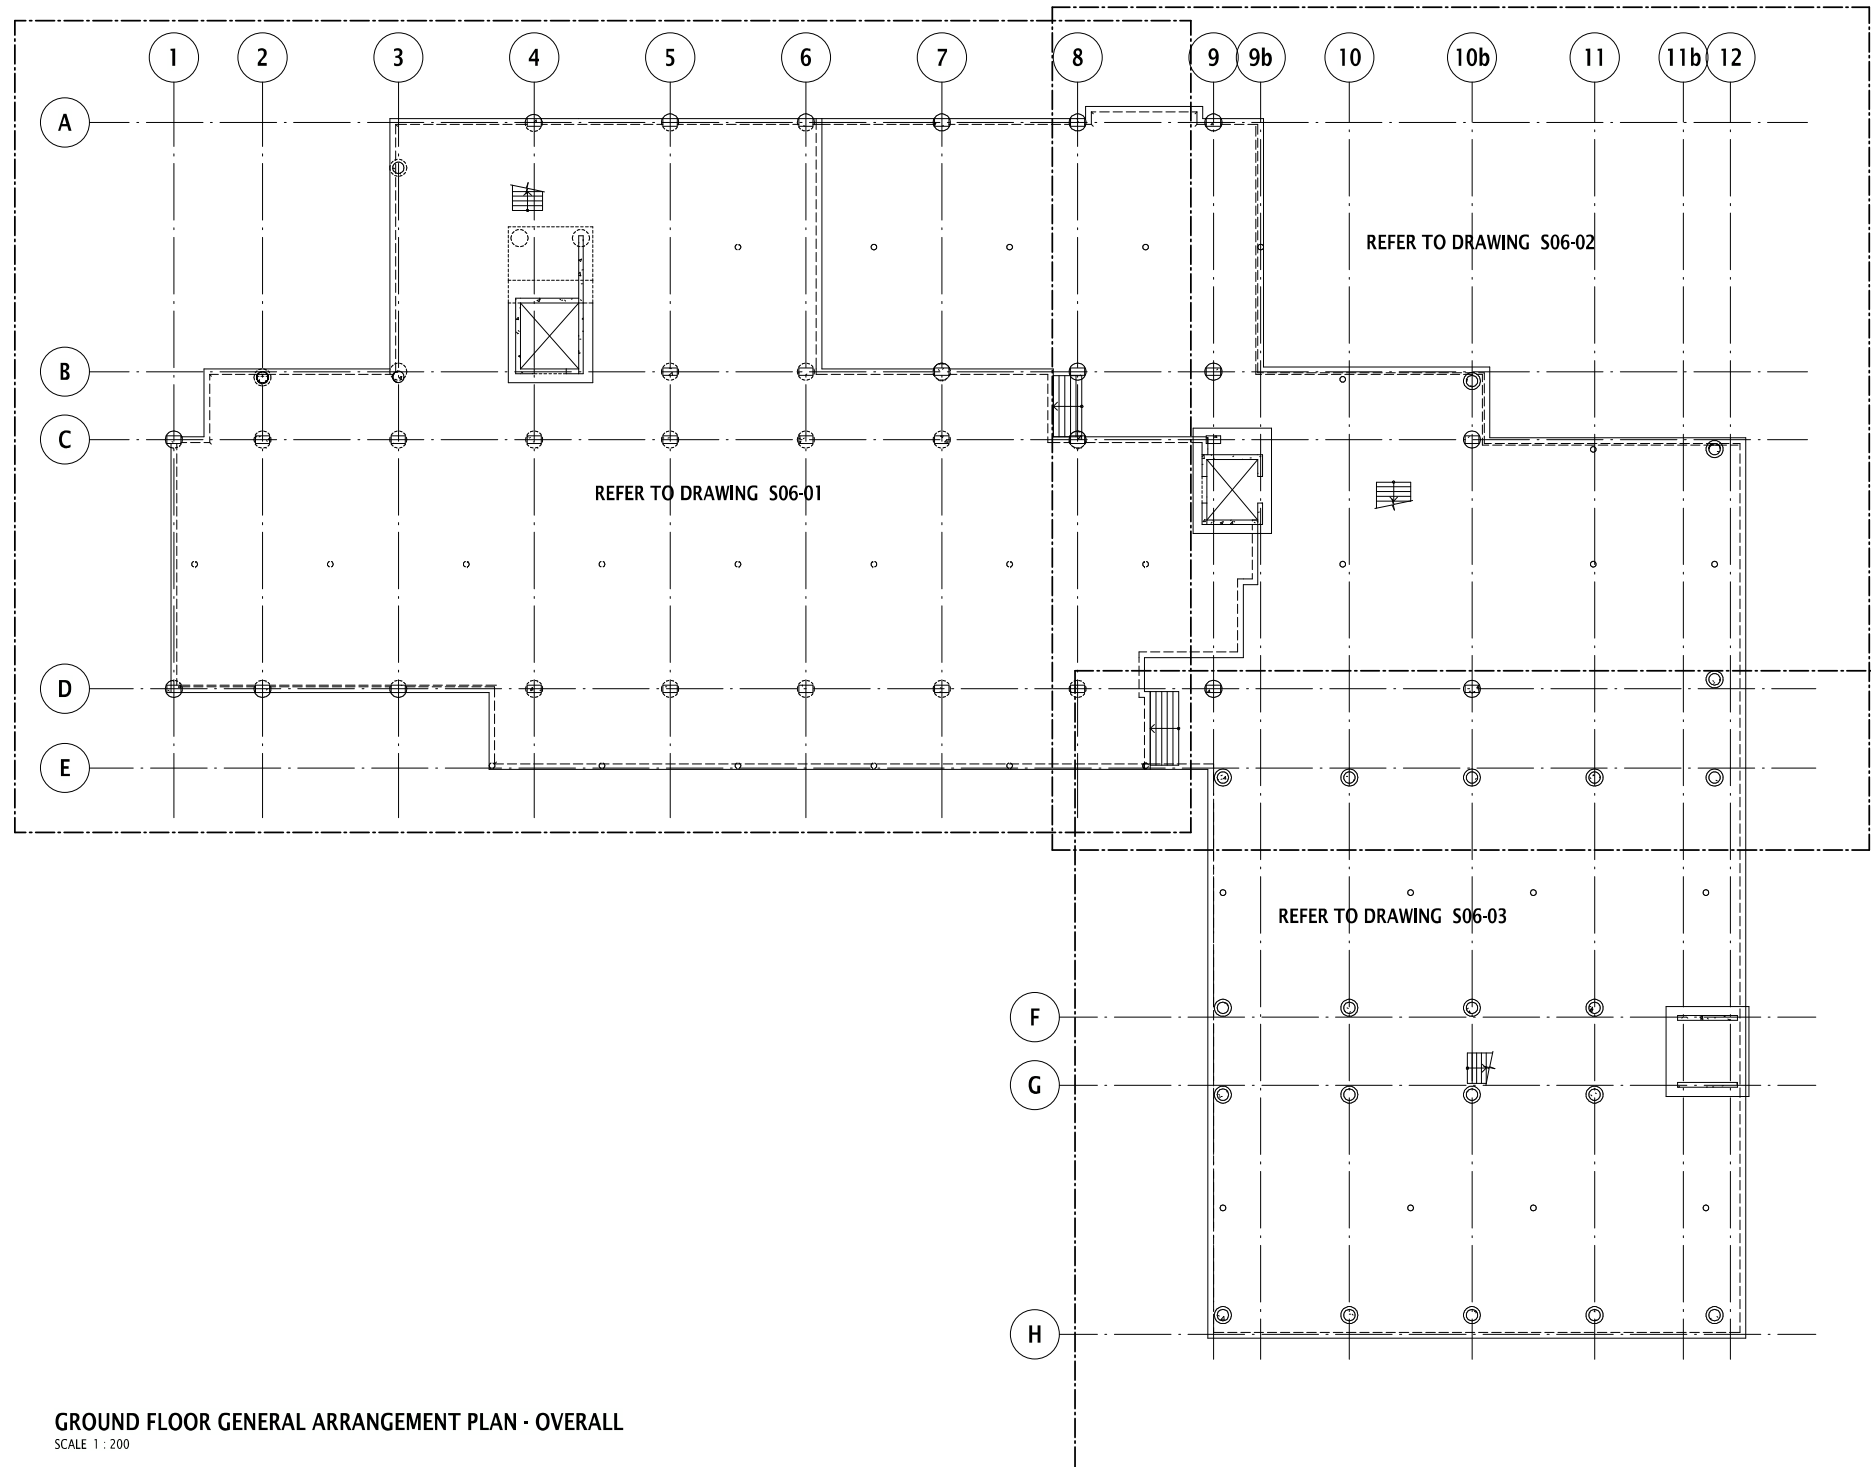 1 2 3 4 5 6 7 8 9 9b 10 10b 11 11b 12
A
REFER TO DRAWING S06-02
B
C
REFER TO DRAWING S06-01
D
E
REFER TO DRAWING S06-03
F
G
H
GROUND FLOOR GENERAL ARRANGEMENT PLAN - OVERALL
SCALE 1 : 200